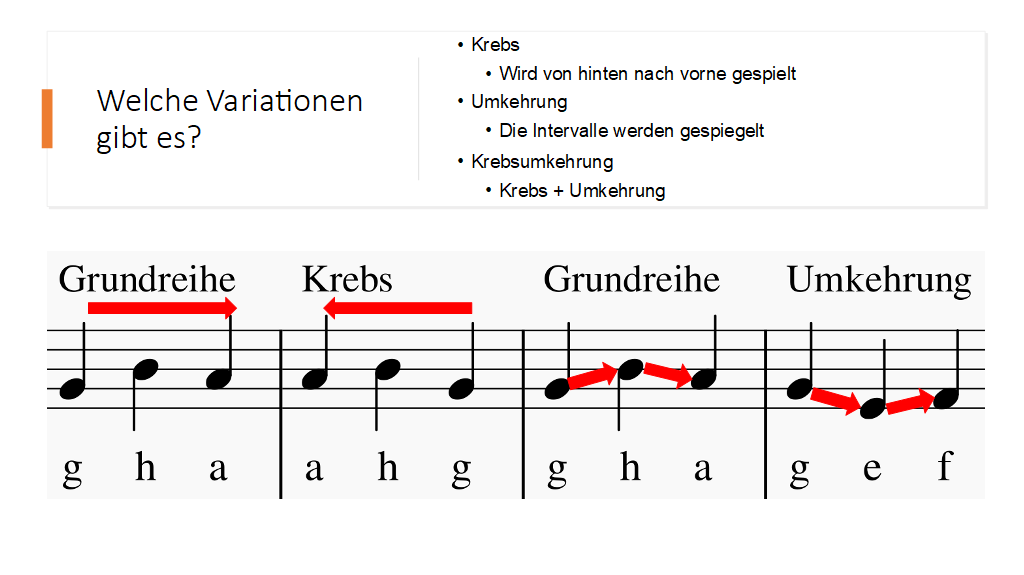 Welche Variationen
gibt es?
• Krebs
• Wird von hinten nach vorne gespielt
• Umkehrung
• Die Intervalle werden gespiegelt
• Krebsumkehrung
• Krebs + Umkehrung
Grundreihe Krebs Grundreihe Umkehrung
g h a a h g g h a g e f